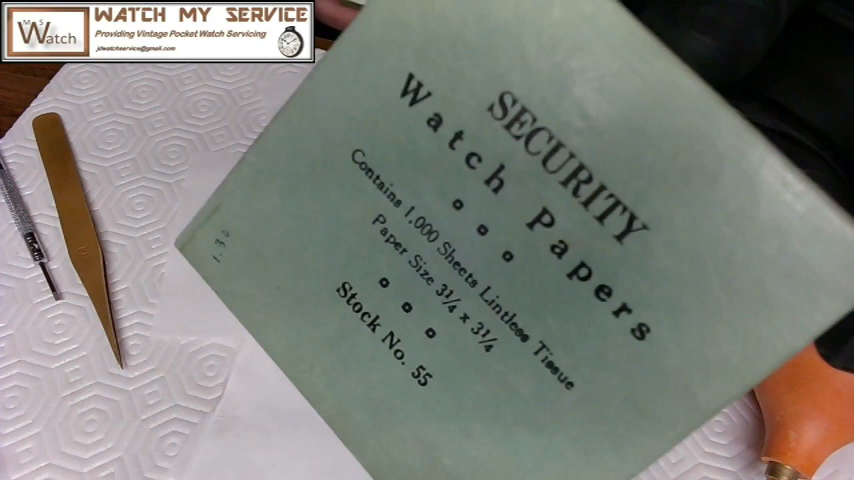 WATCH MY SERVICE
Providing Vintage Pocket Watch Servicing
jdwatchservice@gmail.com
Watch
SECURITY
Watch Papers
Contains 1,000 Sheets Lintless Tissue
Paper Size 3¼ x 3¼
Stock No. 55